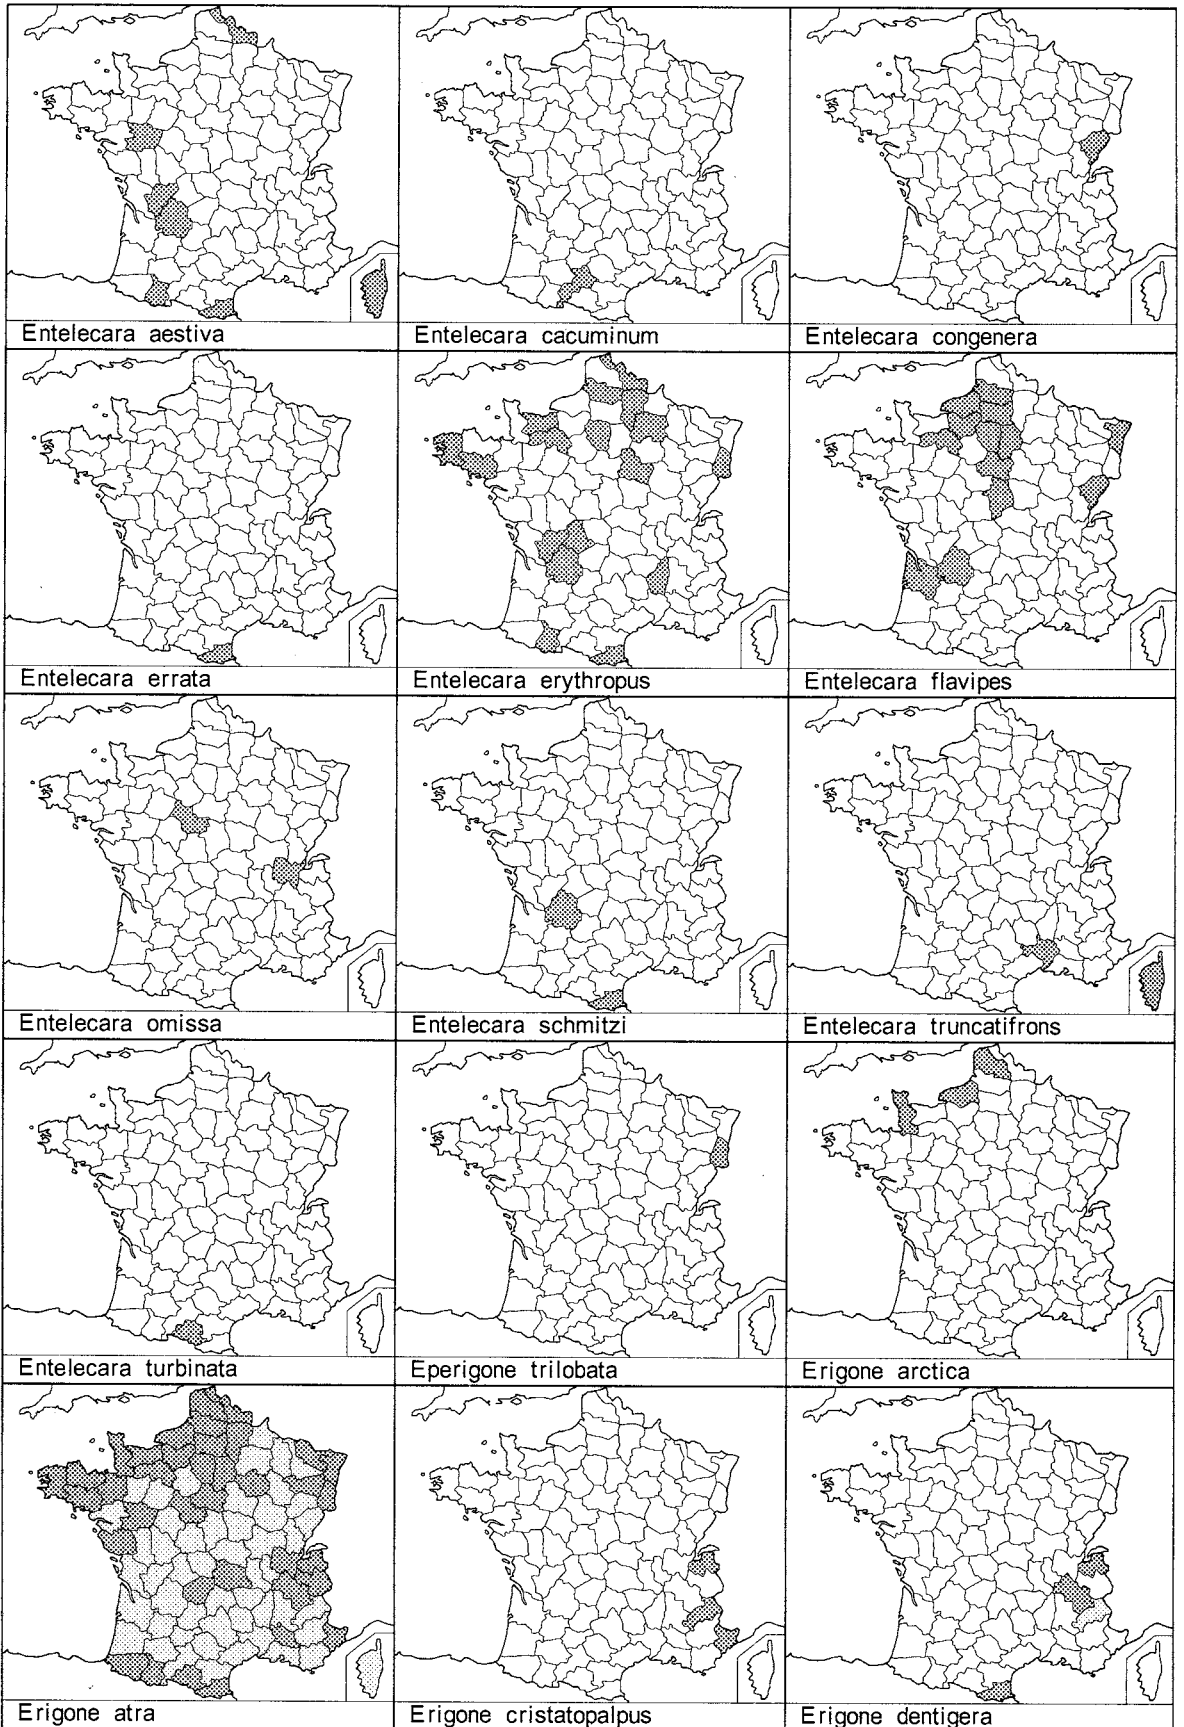 Entelecara aestiva
Entelecara cacuminum
Entelecara congenera
Entelecara errata
Entelecara erythropus
Entelecara flavipes
Entelecara omissa
Entelecara schmitzi
Entelecara truncatifrons
Entelecara turbinata
Eperigone trilobata
Erigone arctica
Erigone atra
Erigone cristatopalpus
Erigone dentigera